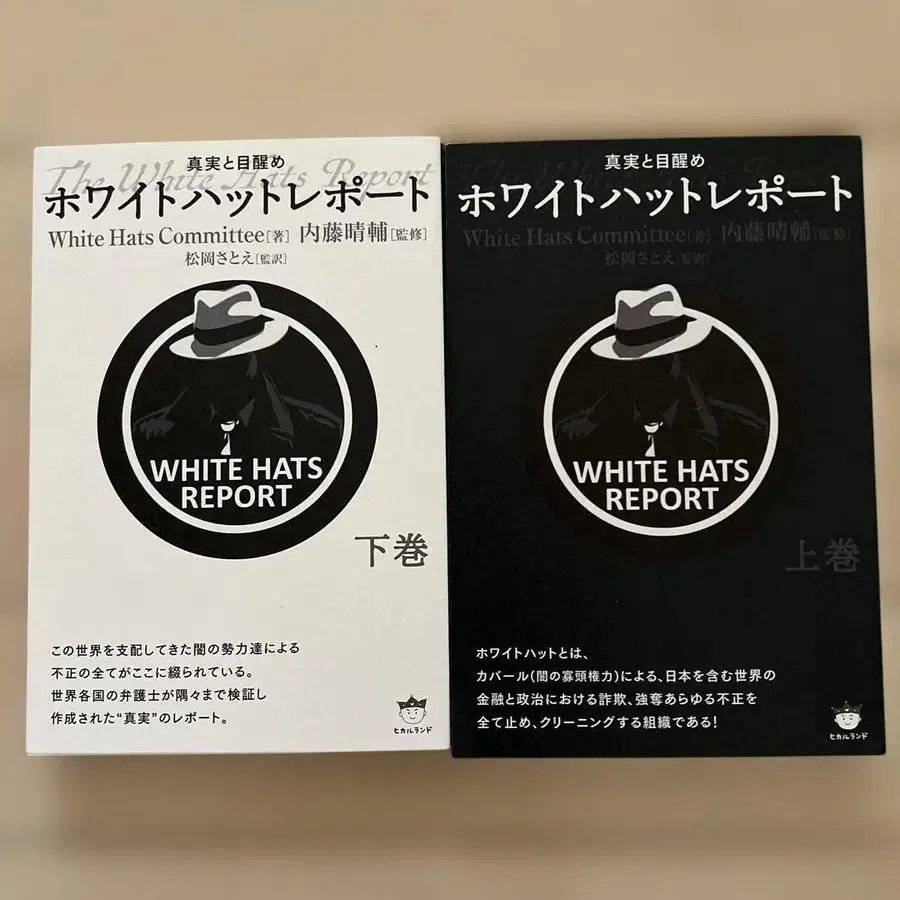 真実と目醒め
The White Hats Report
ホワイトハットレポート
White Hats Committee[著] 内藤晴輔[監修]
松岡さとえ[監訳]
WHITE HATS
REPORT
下巻
この世界を支配してきた闇の勢力達による
不正の全てがここに綴られている。
世界各国の弁護士が隅々まで検証し
作成された“真実”のレポート。
ヒカルランド
真実と目醒め
ホワイトハットレポート
White Hats Committee[著] 内藤晴輔[監修]
松岡さとえ[監訳]
WHITE HATS
REPORT
上巻
ホワイトハットとは、
カバール(闇の寡頭権力)による、日本を含む世界の
金融と政治における詐欺、強奪あらゆる不正を
全て止め、クリーニングする組織である!
ヒカルランド